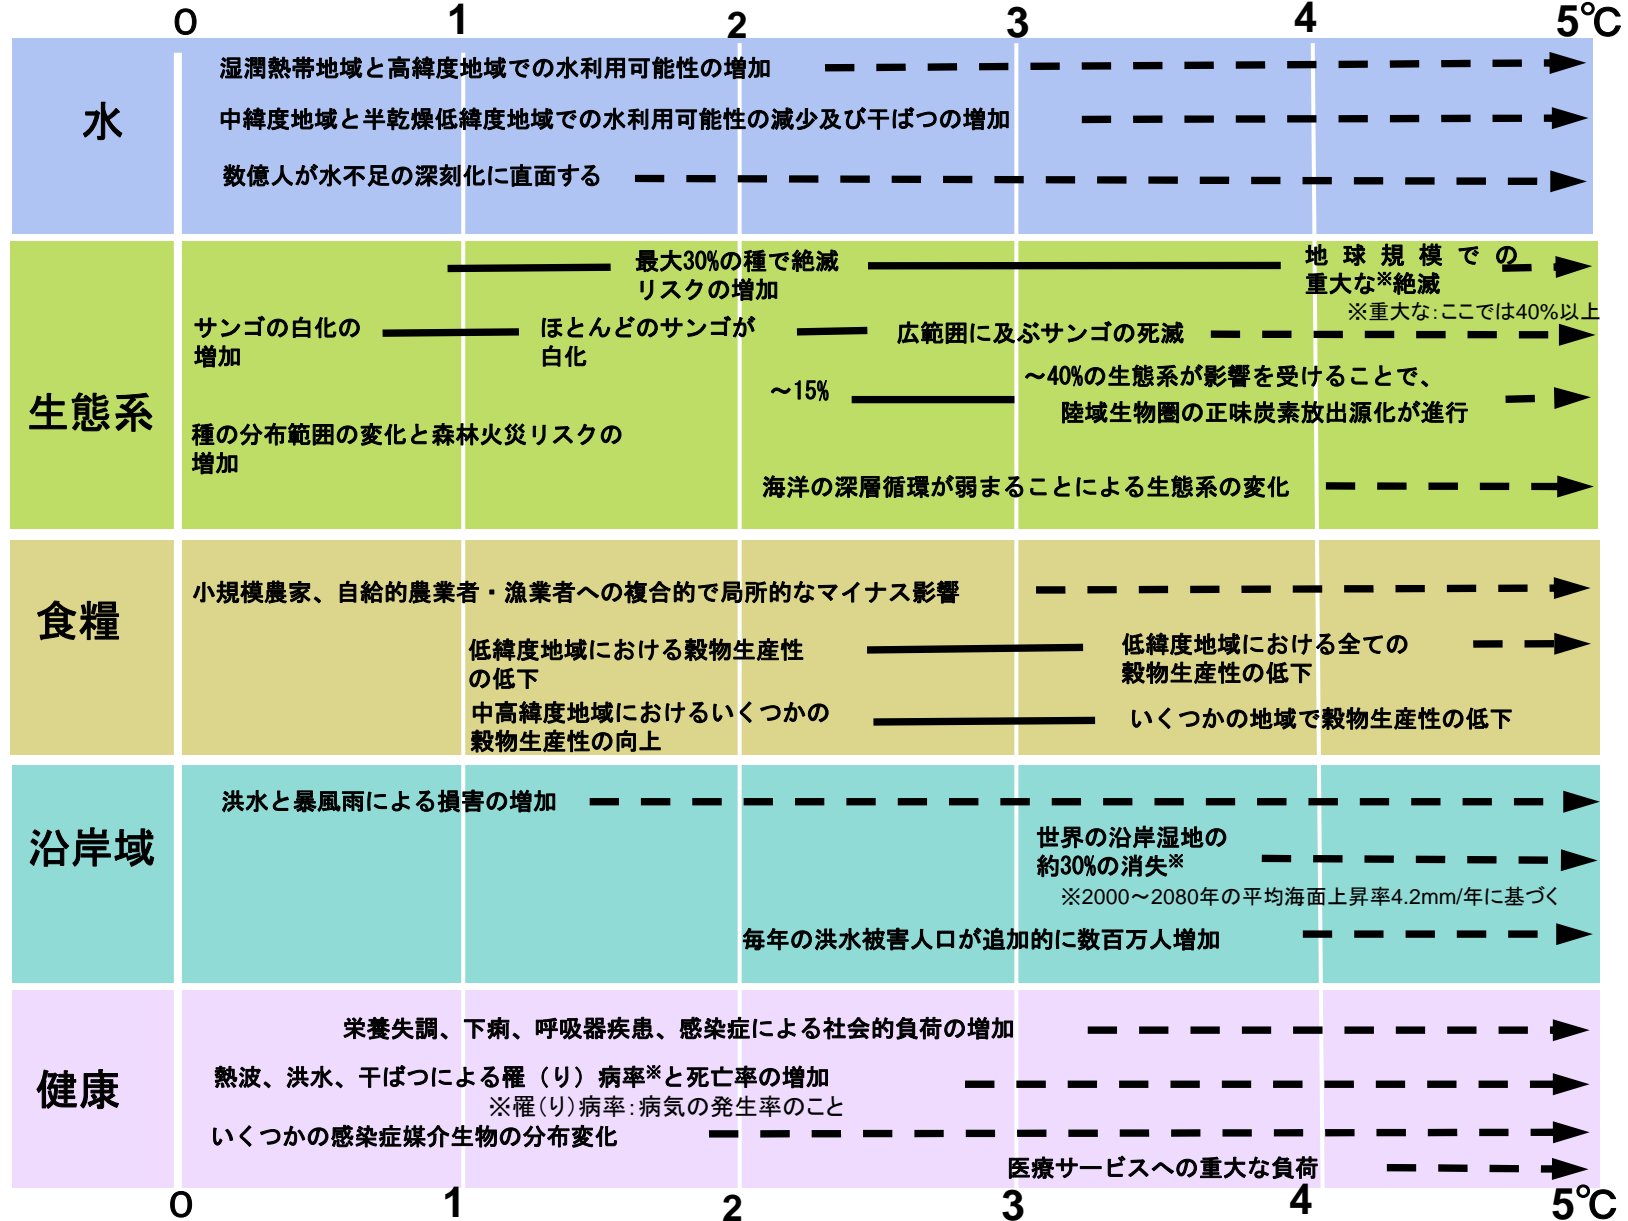 0 1 2 3 4 5℃
水
湿潤熱帯地域と高緯度地域での水利用可能性の増加
中緯度地域と半乾燥低緯度地域での水利用可能性の減少及び干ばつの増加
数億人が水不足の深刻化に直面する
生態系
最大30%の種で絶滅
リスクの増加
地球規模での
重大な※絶滅
※重大な：ここでは40%以上
サンゴの白化の
増加
ほとんどのサンゴが
白化
広範囲に及ぶサンゴの死滅
～15%
～40%の生態系が影響を受けることで、
陸域生物圏の正味炭素放出源化が進行
種の分布範囲の変化と森林火災リスクの
増加
海洋の深層循環が弱まることによる生態系の変化
食糧
小規模農家、自給的農業者・漁業者への複合的で局所的なマイナス影響
低緯度地域における穀物生産性
の低下
低緯度地域における全ての
穀物生産性の低下
中高緯度地域におけるいくつかの
穀物生産性の向上
いくつかの地域で穀物生産性の低下
沿岸域
洪水と暴風雨による損害の増加
世界の沿岸湿地の
約30%の消失※
※2000～2080年の平均海面上昇率4.2mm/年に基づく
毎年の洪水被害人口が追加的に数百万人増加
健康
栄養失調、下痢、呼吸器疾患、感染症による社会的負荷の増加
熱波、洪水、干ばつによる罹（り）病率※と死亡率の増加
※罹（り）病率：病気の発生率のこと
いくつかの感染症媒介生物の分布変化
医療サービスへの重大な負荷
0 1 2 3 4 5℃